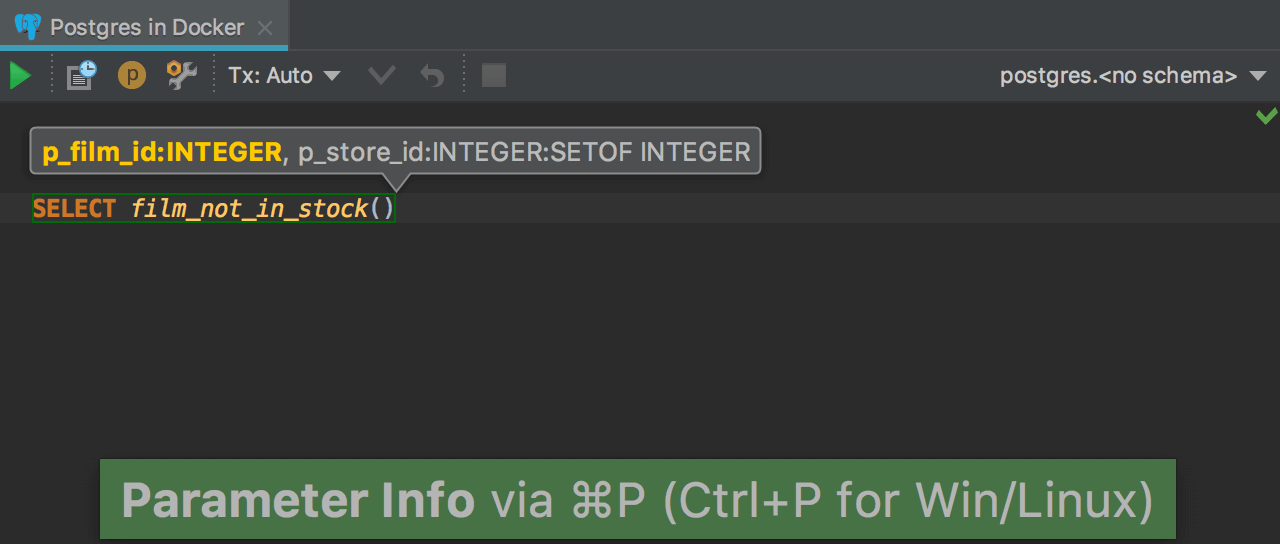 Postgres in Docker
p Tx: Auto postgres.<no schema>
p_film_id:INTEGER, p_store_id:INTEGER:SETOF INTEGER
SELECT film_not_in_stock()
Parameter Info via ⌘P (Ctrl+P for Win/Linux)